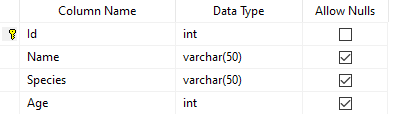 Column Name Data Type Allow Nulls
Id int
Name varchar(50)
Species varchar(50)
Age int